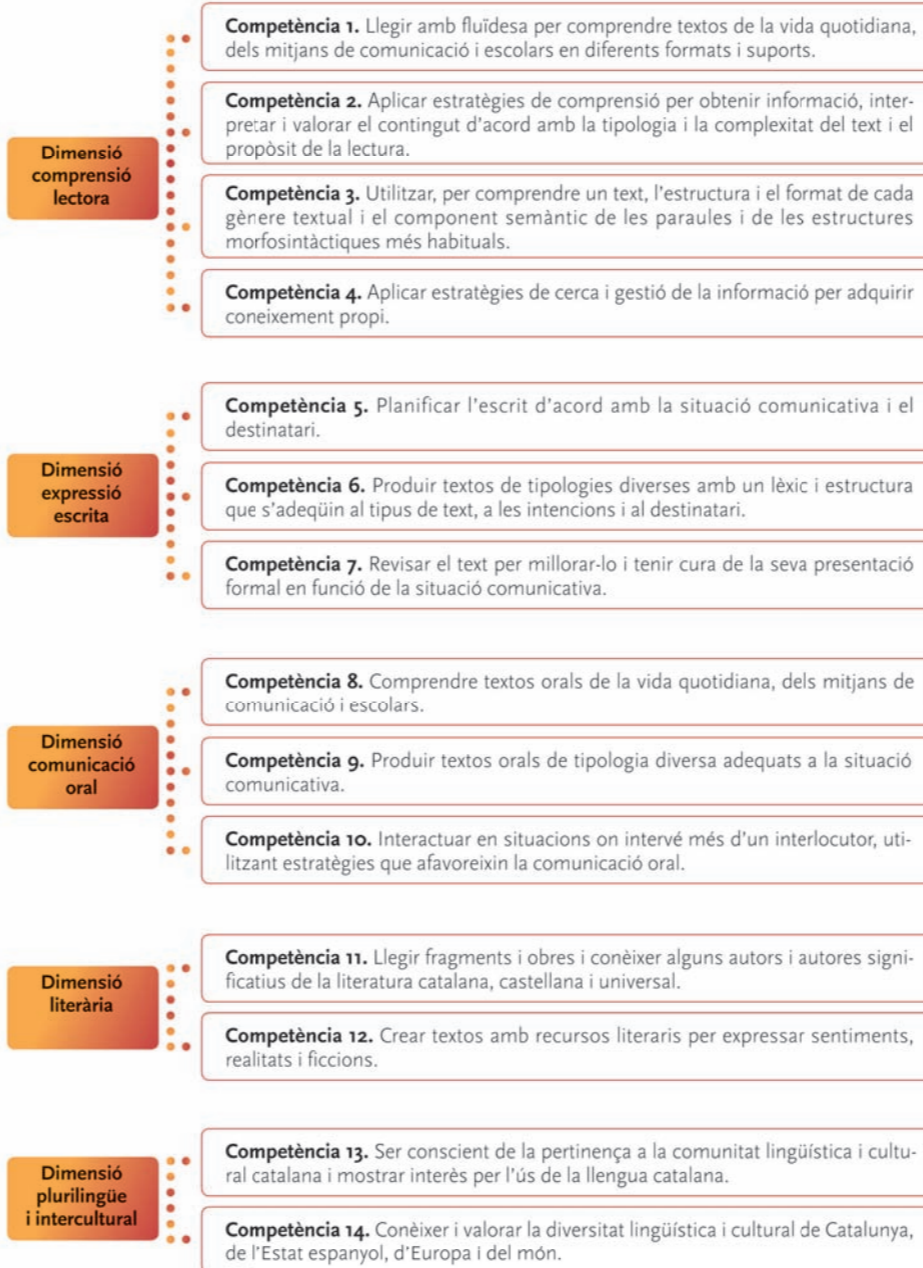 Competència 1. Llegir amb fluïdesa per comprendre textos de la vida quotidiana,
dels mitjans de comunicació i escolars en diferents formats i suports.
Competència 2. Aplicar estratègies de comprensió per obtenir informació, inter-
pretar i valorar el contingut d'acord amb la tipologia i la complexitat del text i el
propòsit de la lectura.
Dimensió
comprensió
lectora
Competència 3. Utilitzar, per comprendre un text, l'estructura i el format de cada
gènere textual i el component semàntic de les paraules i de les estructures
morfosintàctiques més habituals.
Competència 4. Aplicar estratègies de cerca i gestió de la informació per adquirir
coneixement propi.
Competència 5. Planificar l'escrit d'acord amb la situació comunicativa i el
destinatari.
Dimensió
expressió
escrita
Competència 6. Produir textos de tipologies diverses amb un lèxic i estructura
que s'adeqüin al tipus de text, a les intencions i al destinatari.
Competència 7. Revisar el text per millorar-lo i tenir cura de la seva presentació
formal en funció de la situació comunicativa.
Competència 8. Comprendre textos orals de la vida quotidiana, dels mitjans de
comunicació i escolars.
Dimensió
comunicació
oral
Competència 9. Produir textos orals de tipologia diversa adequats a la situació
comunicativa.
Competència 10. Interactuar en situacions on intervé més d'un interlocutor, uti-
litzant estratègies que afavoreixin la comunicació oral.
Dimensió
literària
Competència 11. Llegir fragments i obres i conèixer alguns autors i autores signi-
ficatius de la literatura catalana, castellana i universal.
Competència 12. Crear textos amb recursos literaris per expressar sentiments,
realitats i ficcions.
Dimensió
plurilingüe
i intercultural
Competència 13. Ser conscient de la pertinença a la comunitat lingüística i cultu-
ral catalana i mostrar interès per l'ús de la llengua catalana.
Competència 14. Conèixer i valorar la diversitat lingüística i cultural de Catalunya,
de l'Estat espanyol, d'Europa i del món.